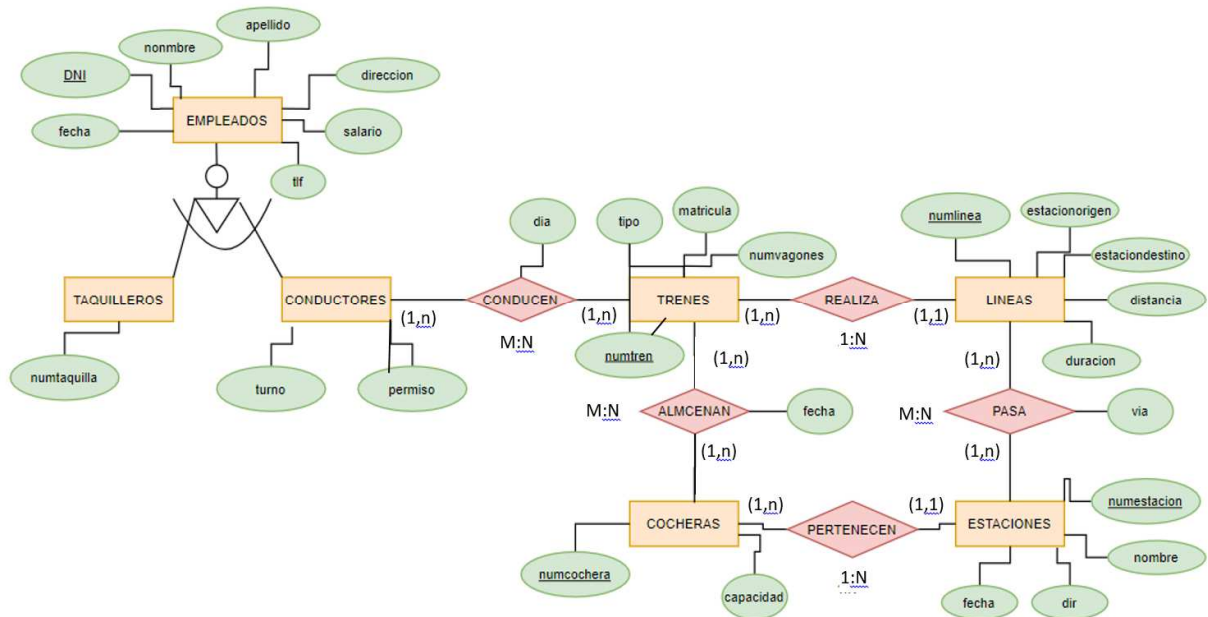 apellido
nonmbre
DNI
direccion
EMPLEADOS
fecha
salario
tlf
dia
tipo
matricula
numvagones
numlinea
estacionorigen
estaciondestino
TAQUILLEROS
CONDUCTORES
CONDUCEN
TRENES
REALIZA
LINEAS
distancia
(1,n)
(1,n)
(1,n)
(1,1)
M:N
1:N
numtaquilla
turno
permiso
numtren
(1,n)
(1,n)
duracion
M:N
ALMCENAN
fecha
M:N
PASA
via
(1,n)
(1,n)
COCHERAS
(1,n)
PERTENECEN
(1,1)
ESTACIONES
numestacion
nombre
numcochera
capacidad
1:N
fecha
dir